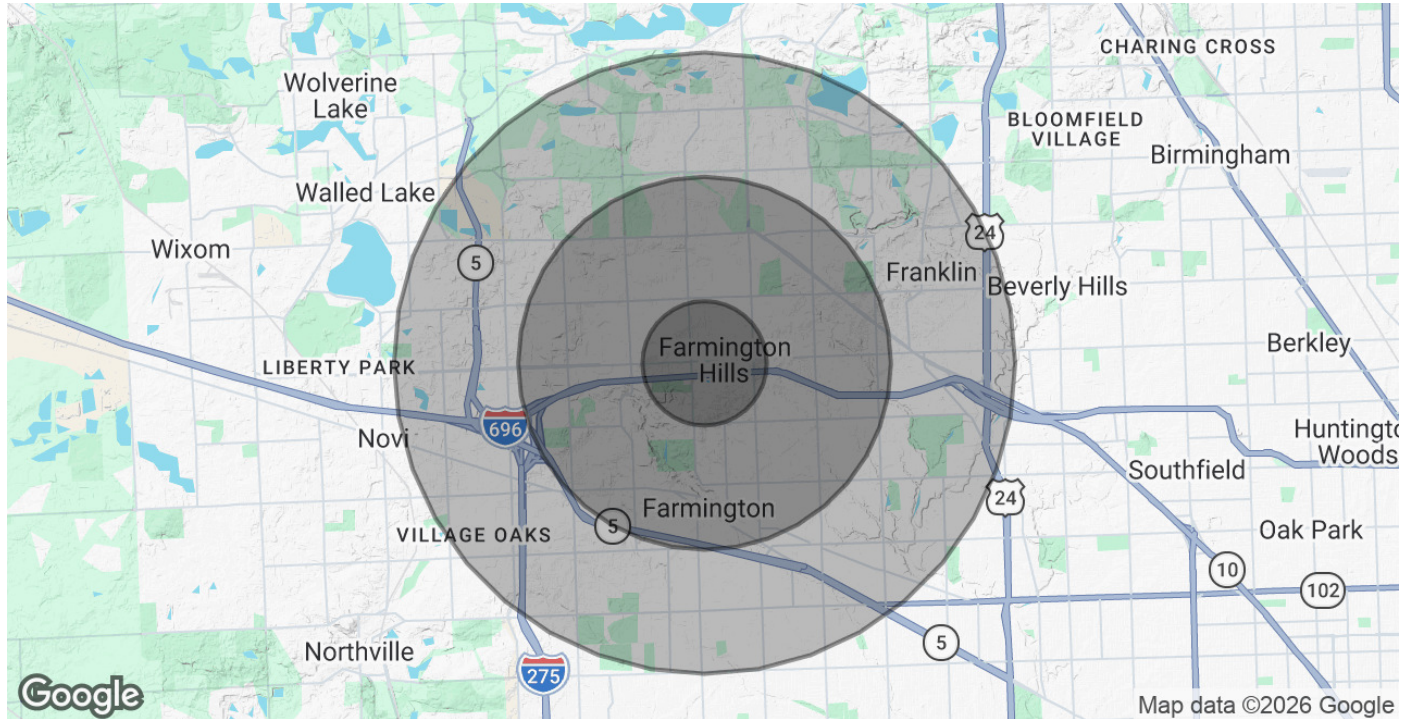 CHARING CROSS
Wolverine
Lake
BLOOMFIELD
VILLAGE
Birmingham
Walled Lake
24
Wixom
5
Franklin
Beverly Hills
Farmington
Hills
Berkley
LIBERTY PARK
696
Novi
Huntingto
Woods
Southfield
24
Farmington
5
VILLAGE OAKS
Oak Park
10
102
5
Northville
275
Google
Map data ©2026 Google